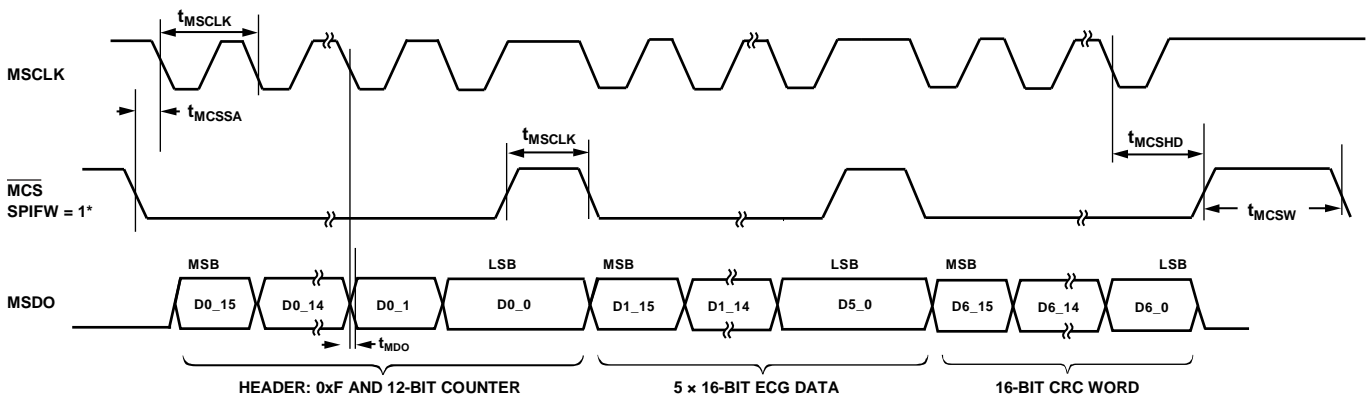 tMSCLK
MSCLK
tMCSSA
tMSCLK
tMCSHD
MCS
SPIFW = 1*
tMCSW
MSB
LSB
MSB
LSB
MSB
LSB
MSDO
D0_15
D0_14
D0_1
D0_0
D1_15
D1_14
D5_0
D6_15
D6_14
D6_0
tMDO
HEADER: 0xF AND 12-BIT COUNTER
5 × 16-BIT ECG DATA
16-BIT CRC WORD